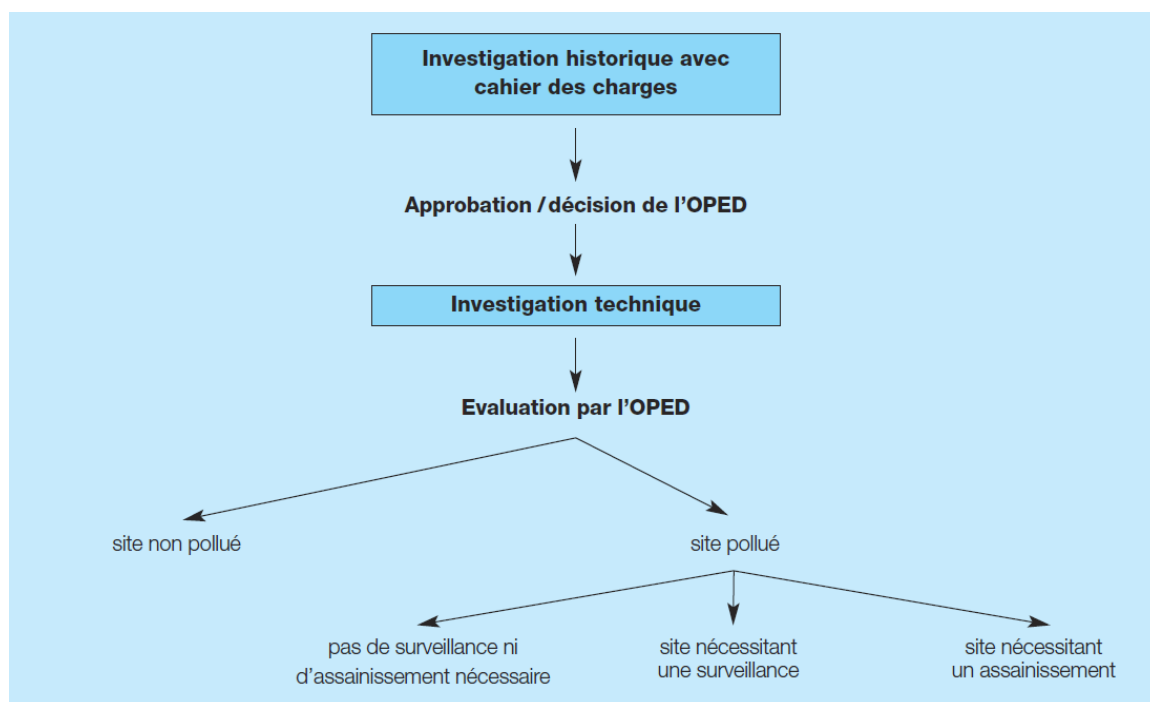 Investigation historique avec
cahier des charges
Approbation / décision de l’OPED
Investigation technique
Evaluation par l’OPED
site non pollué
site pollué
pas de surveillance ni
d’assainissement nécessaire
site nécessitant
une surveillance
site nécessitant
un assainissement